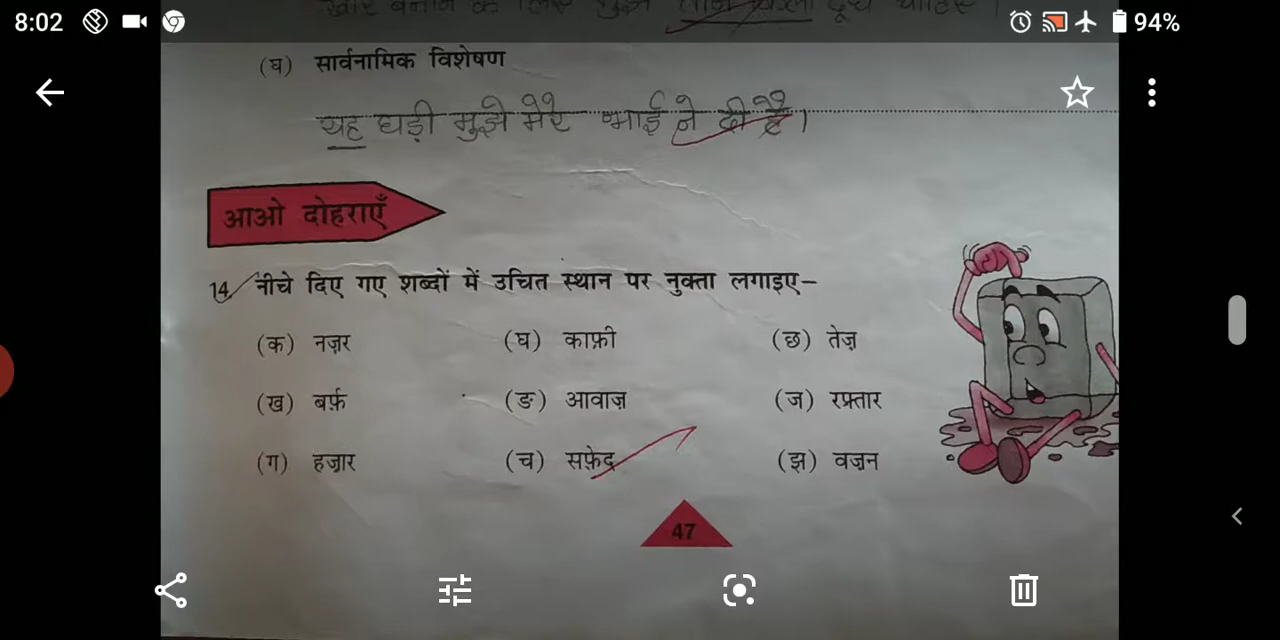 8:02
94%
(घ) सार्वनामिक विशेषण
यह घड़ी मुझे मेरे भाई ने दी है।
आओ दोहराएँ
14 नीचे दिए गए शब्दों में उचित स्थान पर नुक्ता लगाइए–
(क) नज़र (घ) काफ़ी (छ) तेज़
(ख) बर्फ़ (ङ) आवाज़ (ज) रफ़्तार
(ग) हज़ार (च) सफ़ेद (झ) वज़न
47